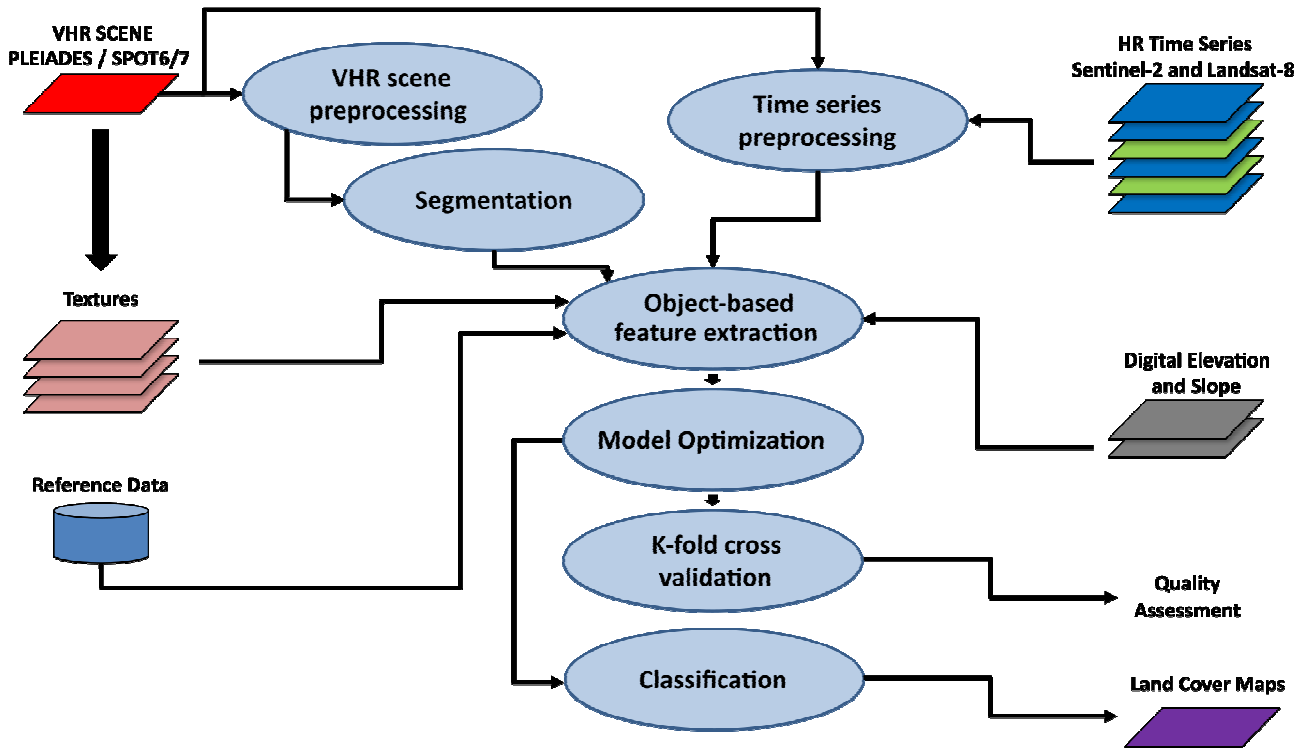 VHR SCENE
PLEIADES / SPOT6/7
VHR scene
preprocessing
Time series
preprocessing
HR Time Series
Sentinel-2 and Landsat-8
Segmentation
Textures
Object-based
feature extraction
Digital Elevation
and Slope
Model Optimization
Reference Data
K-fold cross
validation
Quality
Assessment
Classification
Land Cover Maps